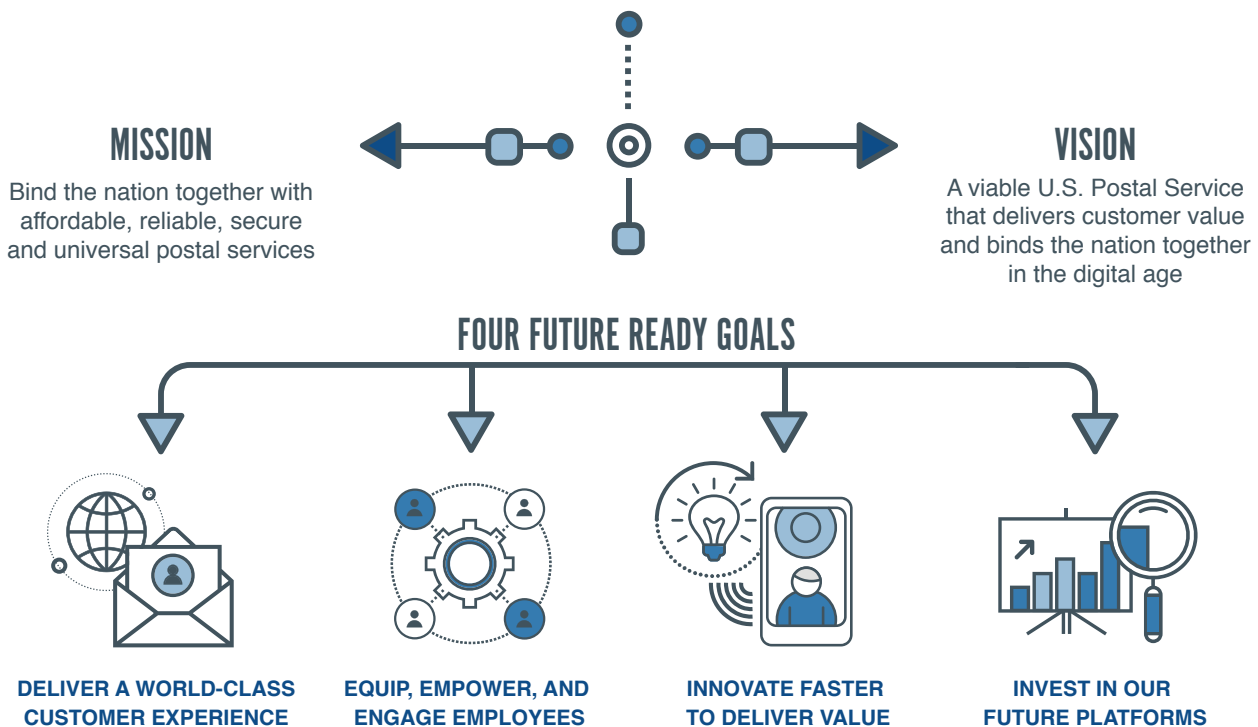 MISSION
Bind the nation together with
affordable, reliable, secure
and universal postal services
VISION
A viable U.S. Postal Service
that delivers customer value
and binds the nation together
in the digital age
FOUR FUTURE READY GOALS
DELIVER A WORLD-CLASS
CUSTOMER EXPERIENCE
EQUIP, EMPOWER, AND
ENGAGE EMPLOYEES
INNOVATE FASTER
TO DELIVER VALUE
INVEST IN OUR
FUTURE PLATFORMS